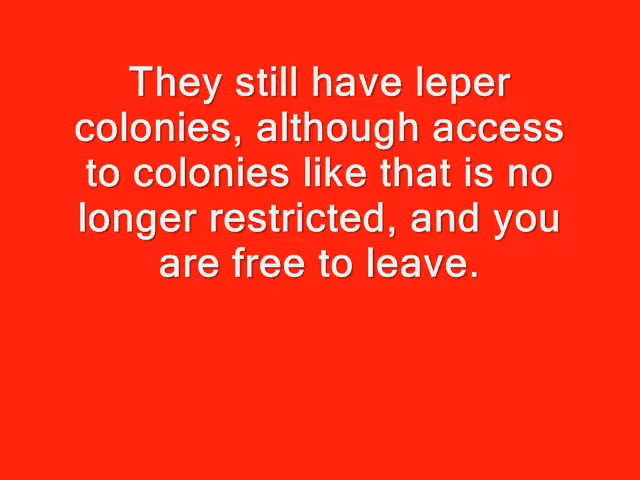 They still have leper
colonies, although access
to colonies like that is no
longer restricted, and you
are free to leave.